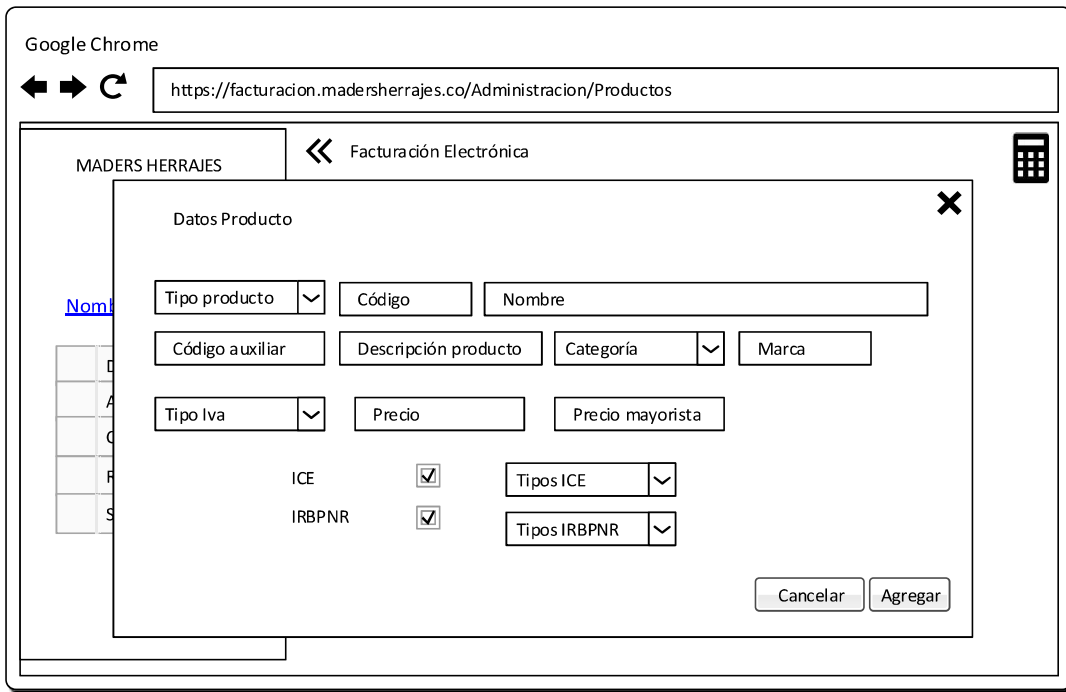 Google Chrome
https://facturacion.madersherrajes.co/Administracion/Productos
MADERS HERRAJES
Facturación Electrónica
Datos Producto
Tipo producto
Código
Nombre
Código auxiliar
Descripción producto
Categoría
Marca
Tipo Iva
Precio
Precio mayorista
ICE
Tipos ICE
IRBPNR
Tipos IRBPNR
Cancelar
Agregar